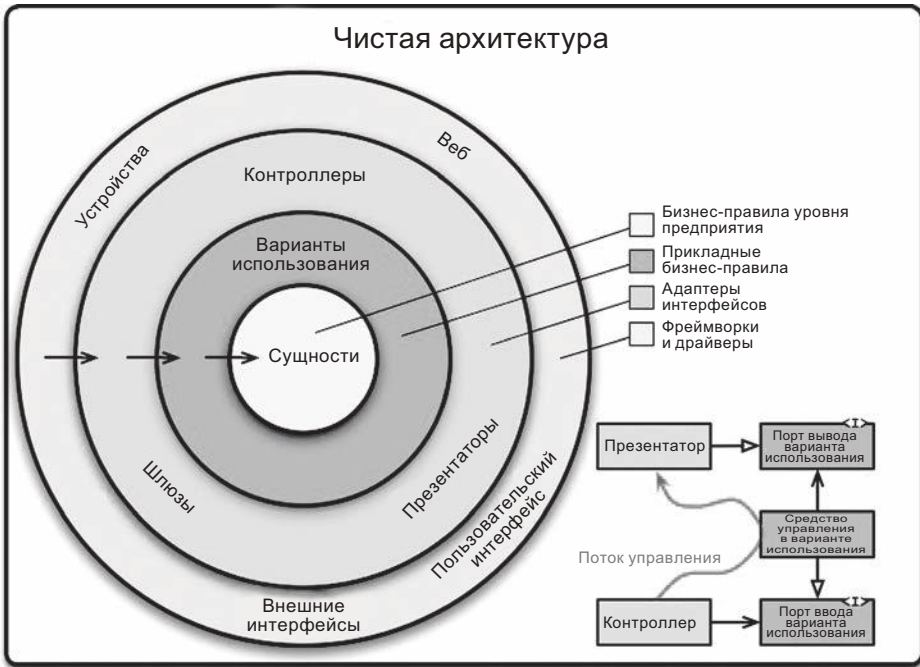 Чистая архитектура
Устройства
Веб
Контроллеры
Варианты
использования
Сущности
Шлюзы
Презентаторы
Пользовательский
интерфейс
Внешние
интерфейсы
Бизнес-правила уровня
предприятия
Прикладные
бизнес-правила
Адаптеры
интерфейсов
Фреймворки
и драйверы
Презентатор
<I>
Порт вывода
варианта
использования
Средство
управления
в варианте
использования
Поток управления
Контроллер
<I>
Порт ввода
варианта
использования